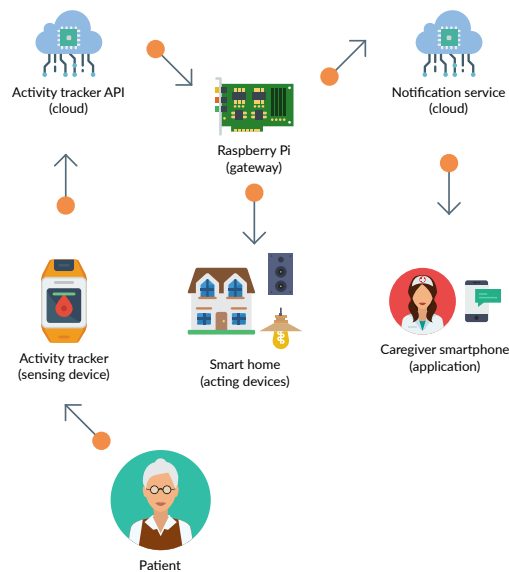 Activity tracker API
(cloud)
Notification service
(cloud)
Raspberry Pi
(gateway)
Activity tracker
(sensing device)
Smart home
(acting devices)
Caregiver smartphone
(application)
Patient